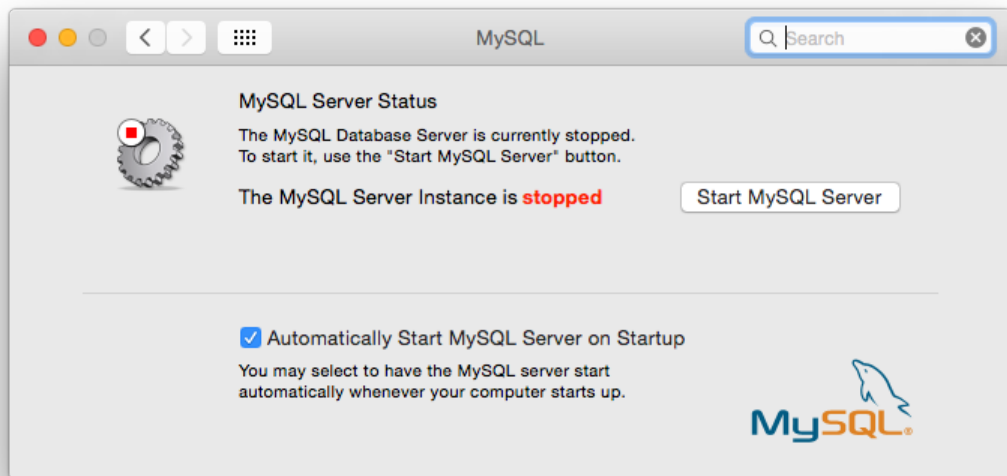 MySQL
Search
MySQL Server Status
The MySQL Database Server is currently stopped.
To start it, use the "Start MySQL Server" button.
The MySQL Server Instance is stopped
Start MySQL Server
Automatically Start MySQL Server on Startup
You may select to have the MySQL server start
automatically whenever your computer starts up.
MySQL®